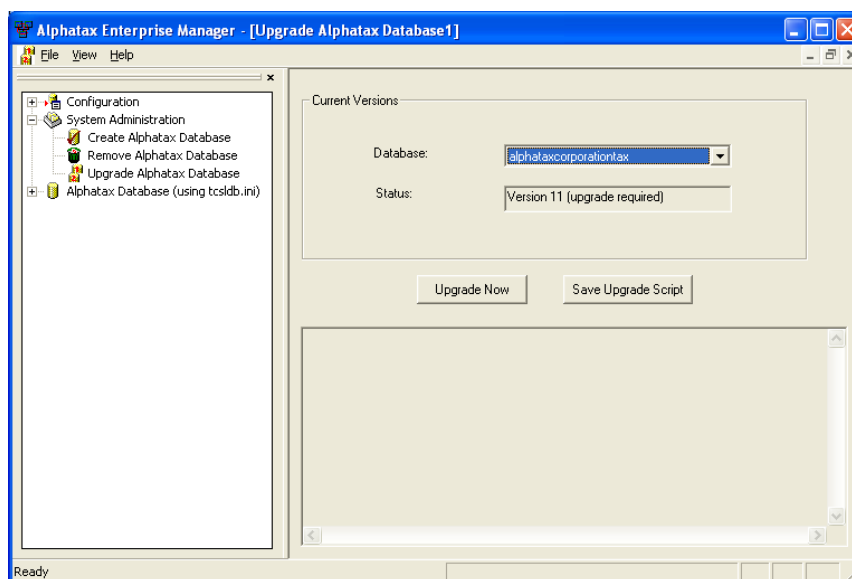 Alphatax Enterprise Manager - [Upgrade Alphatax Database1]
File View Help
Configuration
System Administration
Create Alphatax Database
Remove Alphatax Database
Upgrade Alphatax Database
Alphatax Database (using tcsldb.ini)
Current Versions
Database: alphataxcorporationtax
Status: Version 11 (upgrade required)
Upgrade Now Save Upgrade Script
Ready